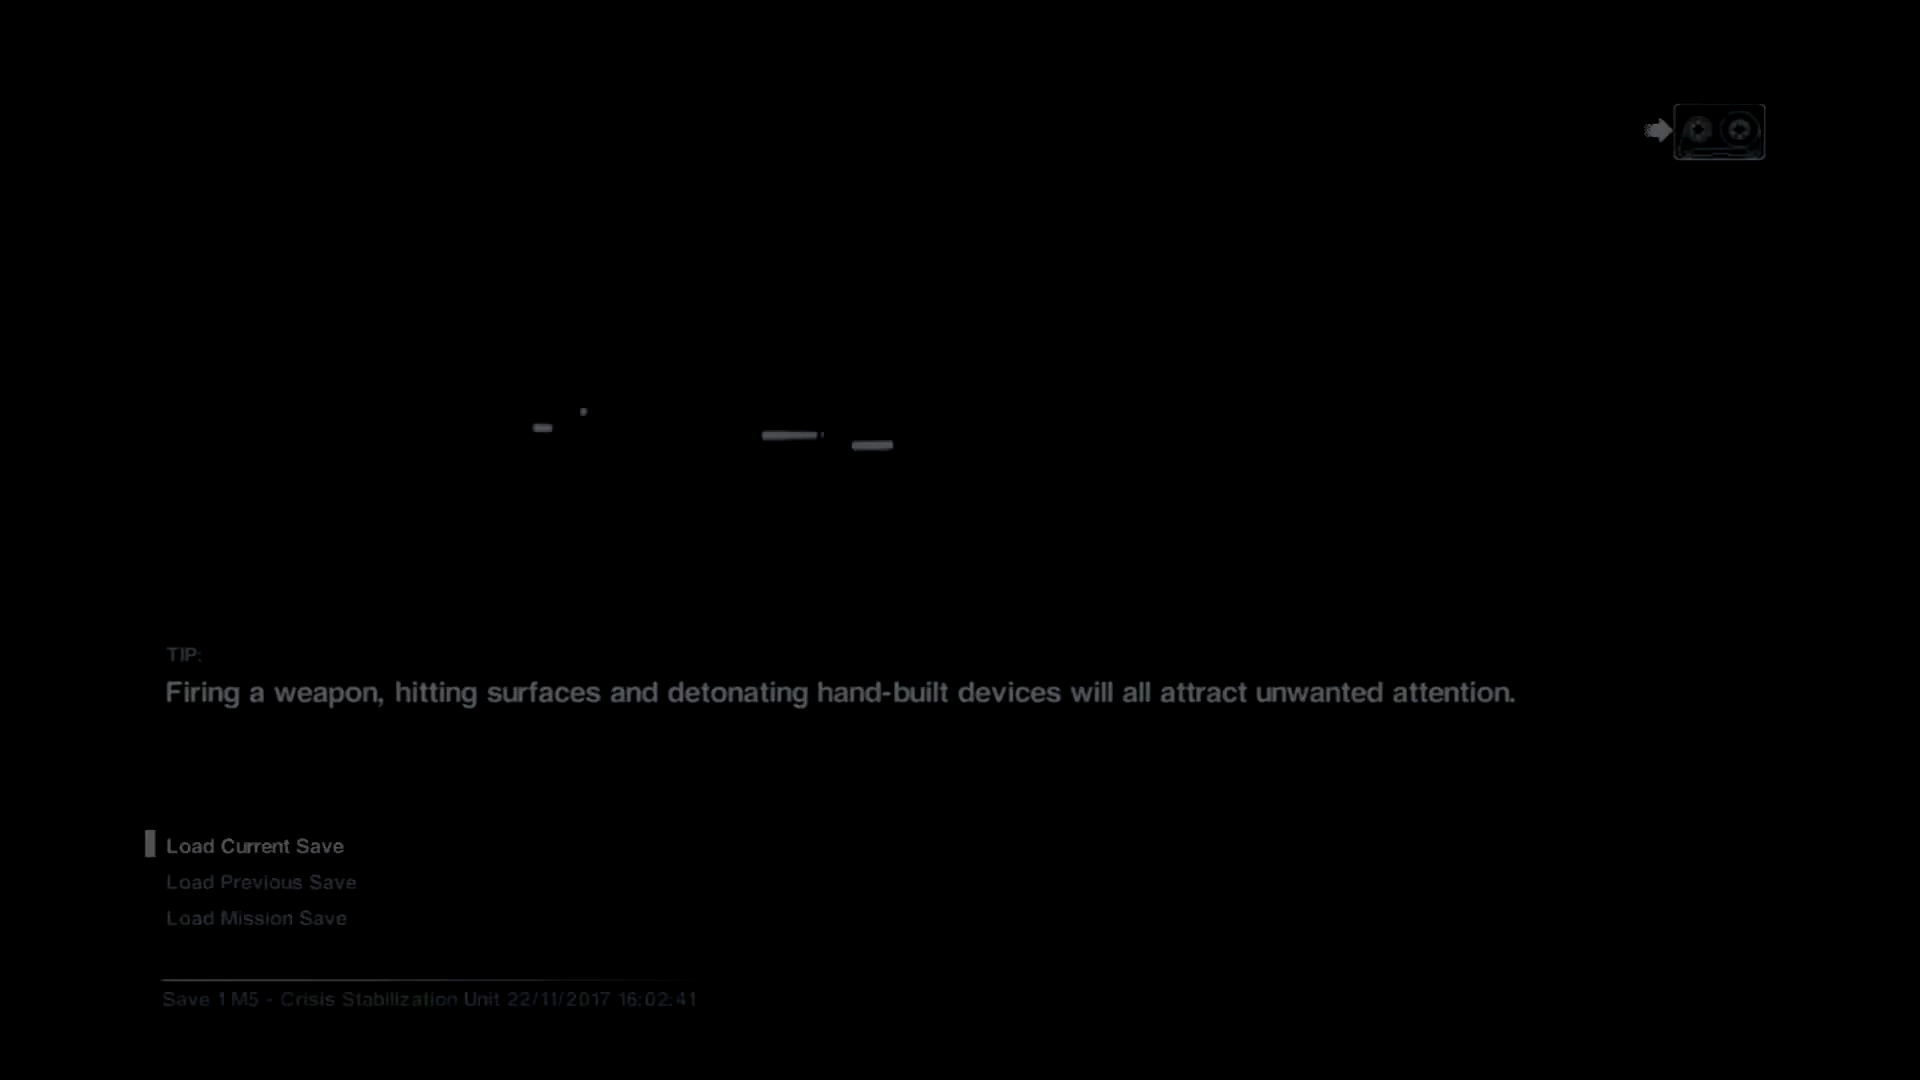 TIP:
Firing a weapon, hitting surfaces and detonating hand-built devices will all attract unwanted attention.
Load Current Save
Load Previous Save
Load Mission Save
Save 1 M5 - Crisis Stabilization Unit 22/11/2017 16:02:41